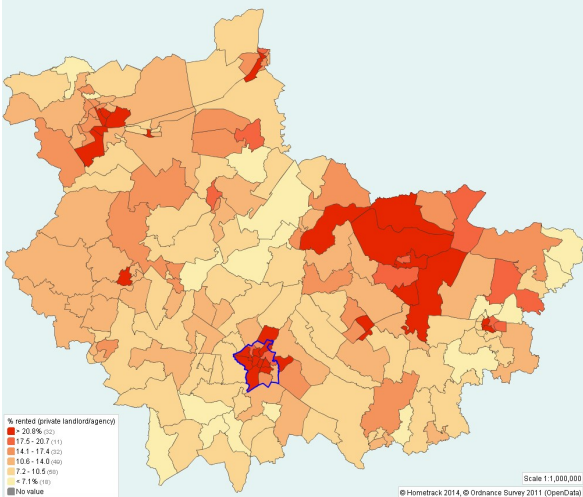 % rented (private landlord/agency)
> 20.8% (32)
17.5 - 20.7 (11)
14.1 - 17.4 (32)
10.6 - 14.0 (49)
7.2 - 10.5 (56)
< 7.1% (18)
No value
Scale 1:1,000,000
© Hometrack 2014, © Ordnance Survey 2011 (OpenData)